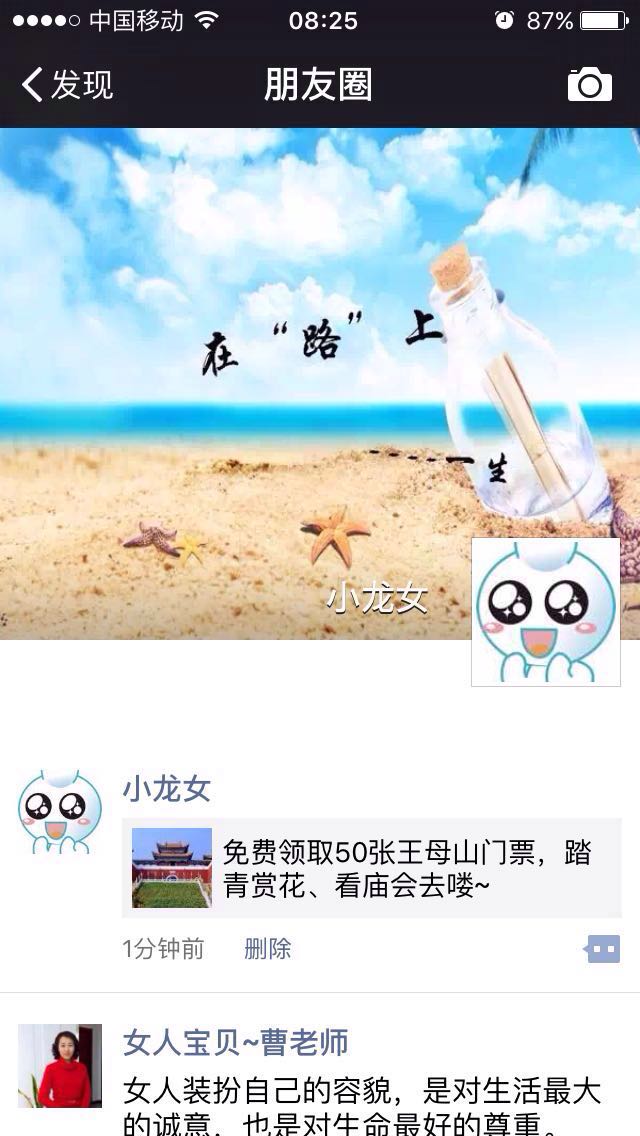 中国移动 08:25 87%
发现 朋友圈
在“路”上
-----一生
小龙女
小龙女
免费领取50张王母山门票，踏
青赏花、看庙会去喽~
1分钟前 删除
女人宝贝~曹老师
女人装扮自己的容貌，是对生活最大
的诚意，也是对生命最好的尊重。